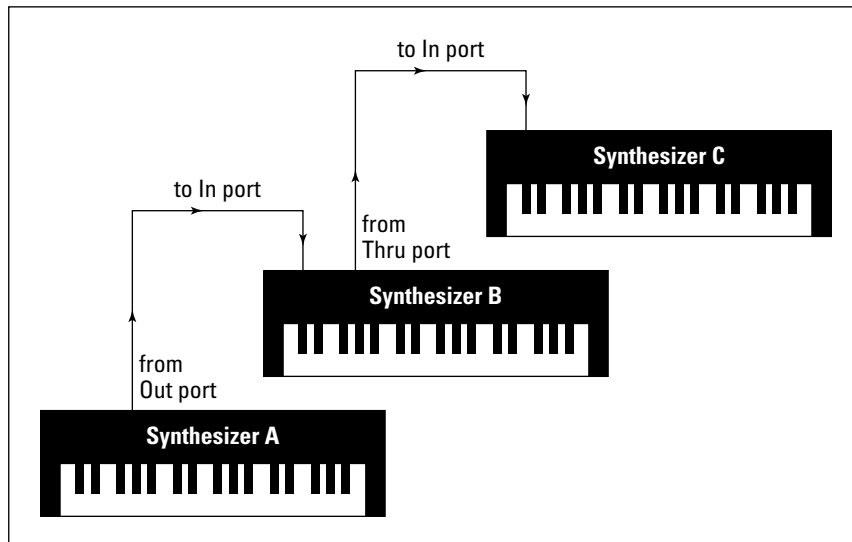 to In port
Synthesizer C
to In port
from
Thru port
Synthesizer B
from
Out port
Synthesizer A